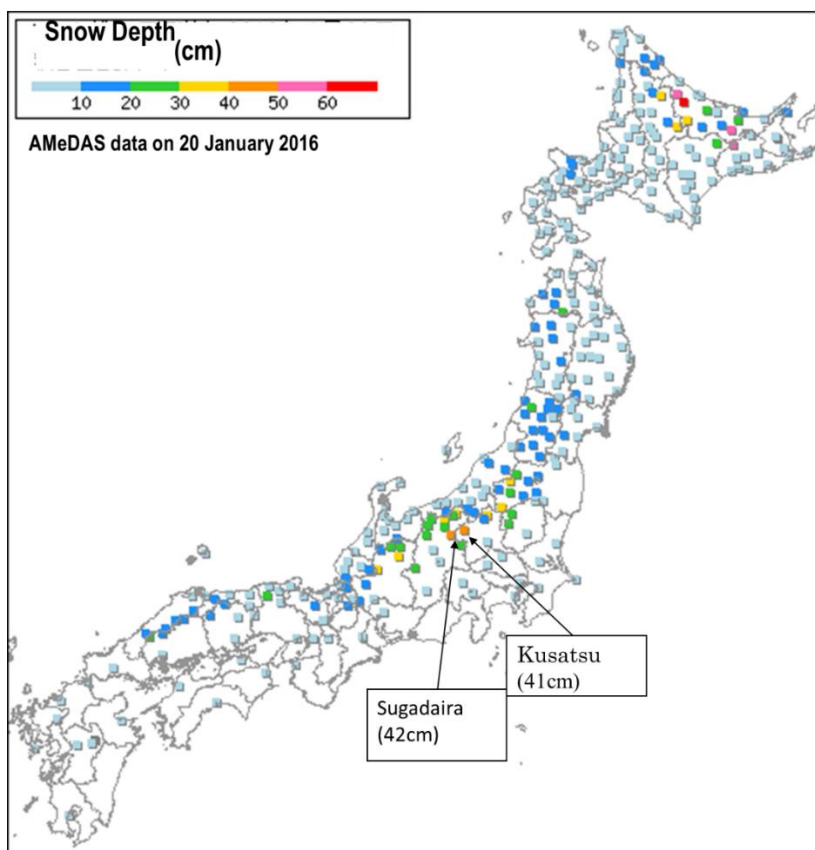 Snow Depth(cm)
10 20 30 40 50 60
AMeDAS data on 20 January 2016
Kusatsu
(41cm)
Sugadaira
(42cm)